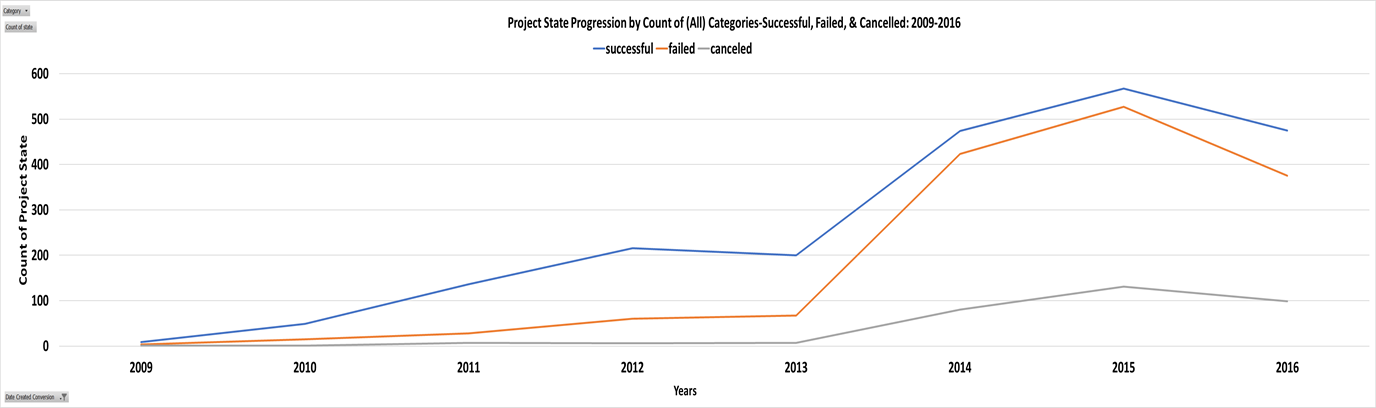 Category
Count of state
Project State Progression by Count of (All) Categories-Successful, Failed, & Cancelled: 2009-2016
successful failed canceled
600
500
400
300
200
100
0
Count of Project State
2009 2010 2011 2012 2013 2014 2015 2016
Years
Date Created Conversion